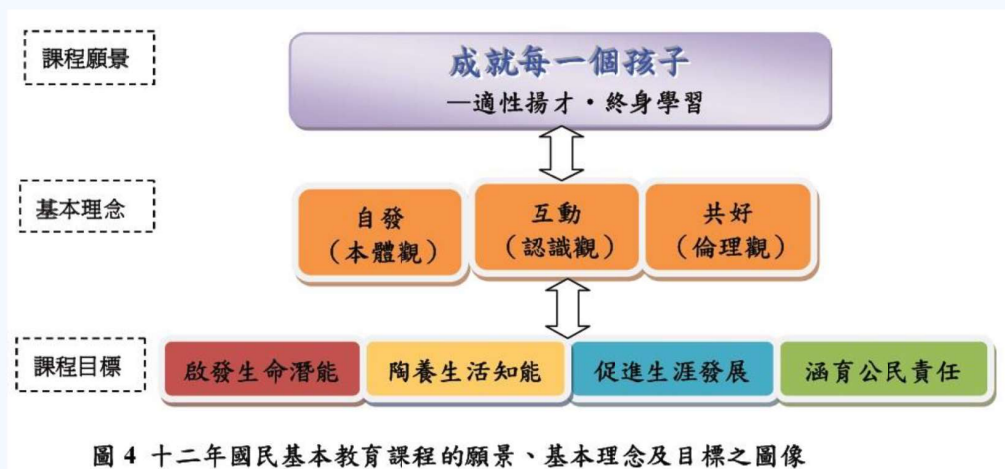 課程願景
成就每一個孩子
—適性揚才‧終身學習
基本理念
自發
（本體觀）
互動
（認識觀）
共好
（倫理觀）
課程目標
啟發生命潛能
陶養生活知能
促進生涯發展
涵育公民責任
圖 4 十二年國民基本教育課程的願景、基本理念及目標之圖像